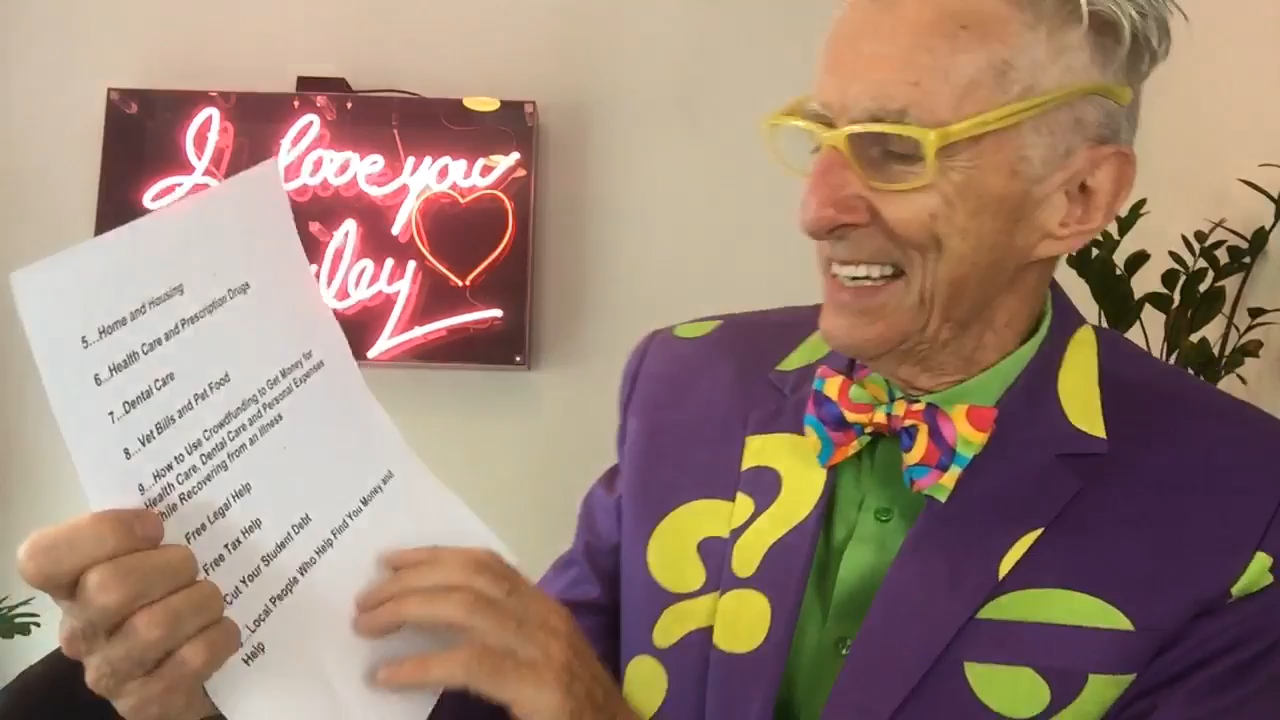 I love you
ley
5...Home and Housing
6...Health Care and Prescription Drugs
7...Dental Care
8...Vet Bills and Pet Food
9...How to Use Crowdfunding to Get Money for
Health Care, Dental Care and Personal Expenses
hile Recovering from an Illness
Free Legal Help
Free Tax Help
Cut Your Student Debt
...Local People Who Help Find You Money and
Help